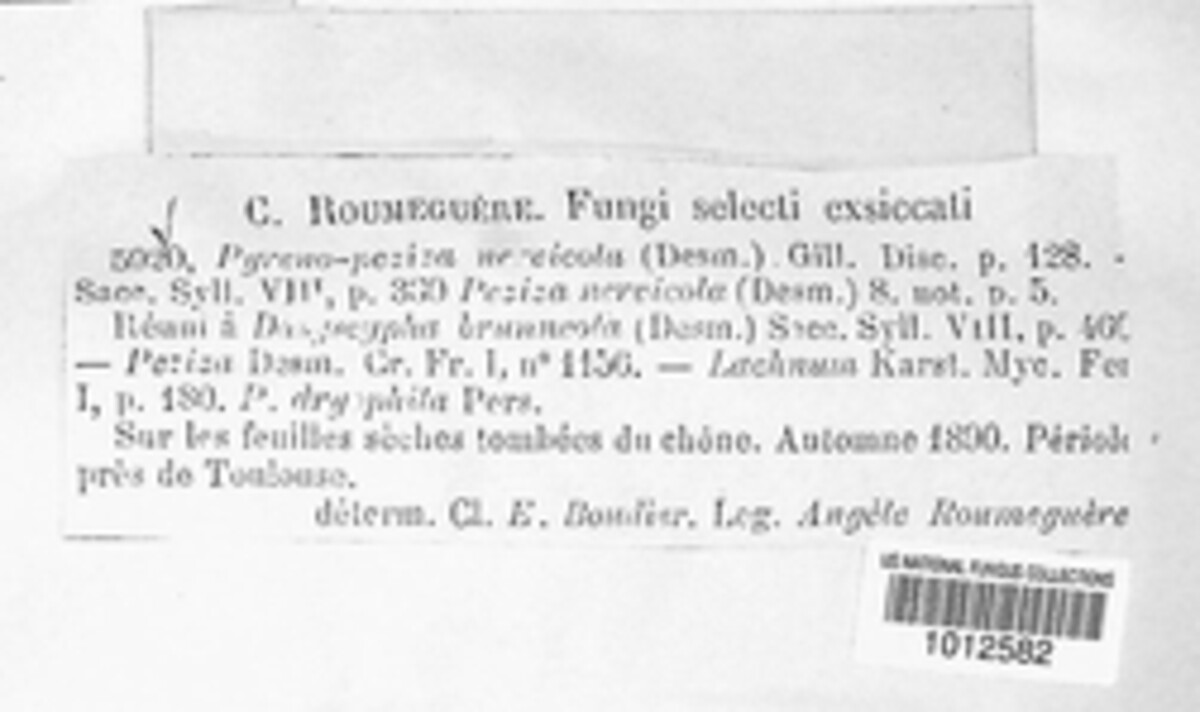 C. ROUMEGUÈRE. Fungi selecti exsiccati
5020. Pyreno-peziza nervicola (Desm.) Gill. Disc. p. 128. -
Sacc. Syll. VIII, p. 350 Peziza nervicola (Desm.) 8. not. p. 5.
Réuni à Dasyscypha brunneola (Desm.) Sacc. Syll. VIII, p. 46
— Peziza Desm. Cr. Fr. I, n° 1156. — Lachnum Karst. Myc. Fen
I, p. 180. P. dryophila Pers.
Sur les feuilles sèches tombées du chêne. Automne 1890. Périole
près de Toulouse.
déterm. Cl. E. Boudier. Leg. Angèle Roumeguère
US NATIONAL FUNGUS COLLECTIONS
1012582